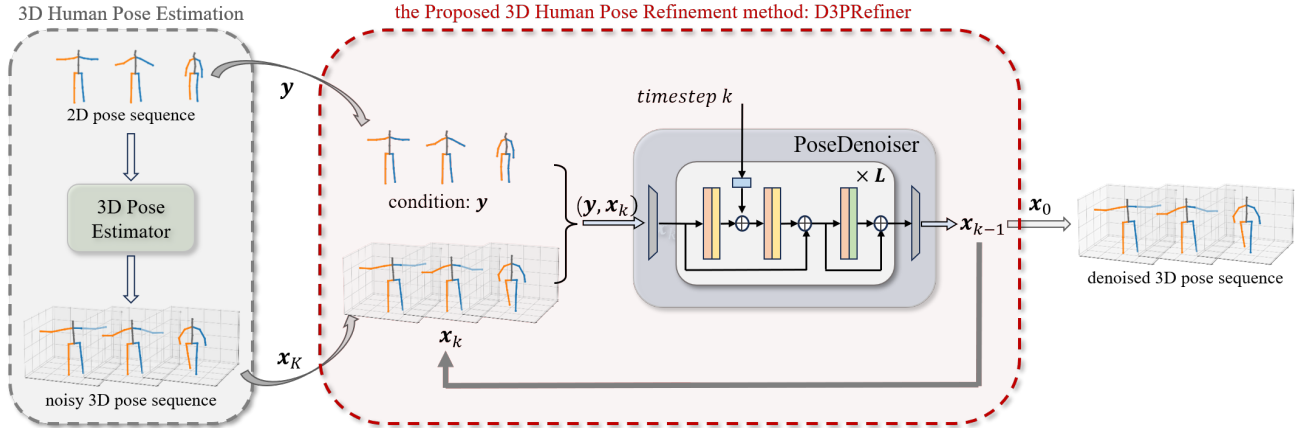 3D Human Pose Estimation
the Proposed 3D Human Pose Refinement method: D3PRefiner
2D pose sequence
3D Pose
Estimator
noisy 3D pose sequence
y
x_K
condition: y
x_k
(y, x_k)
timestep k
PoseDenoiser
× L
x_{k−1}
x_0
denoised 3D pose sequence